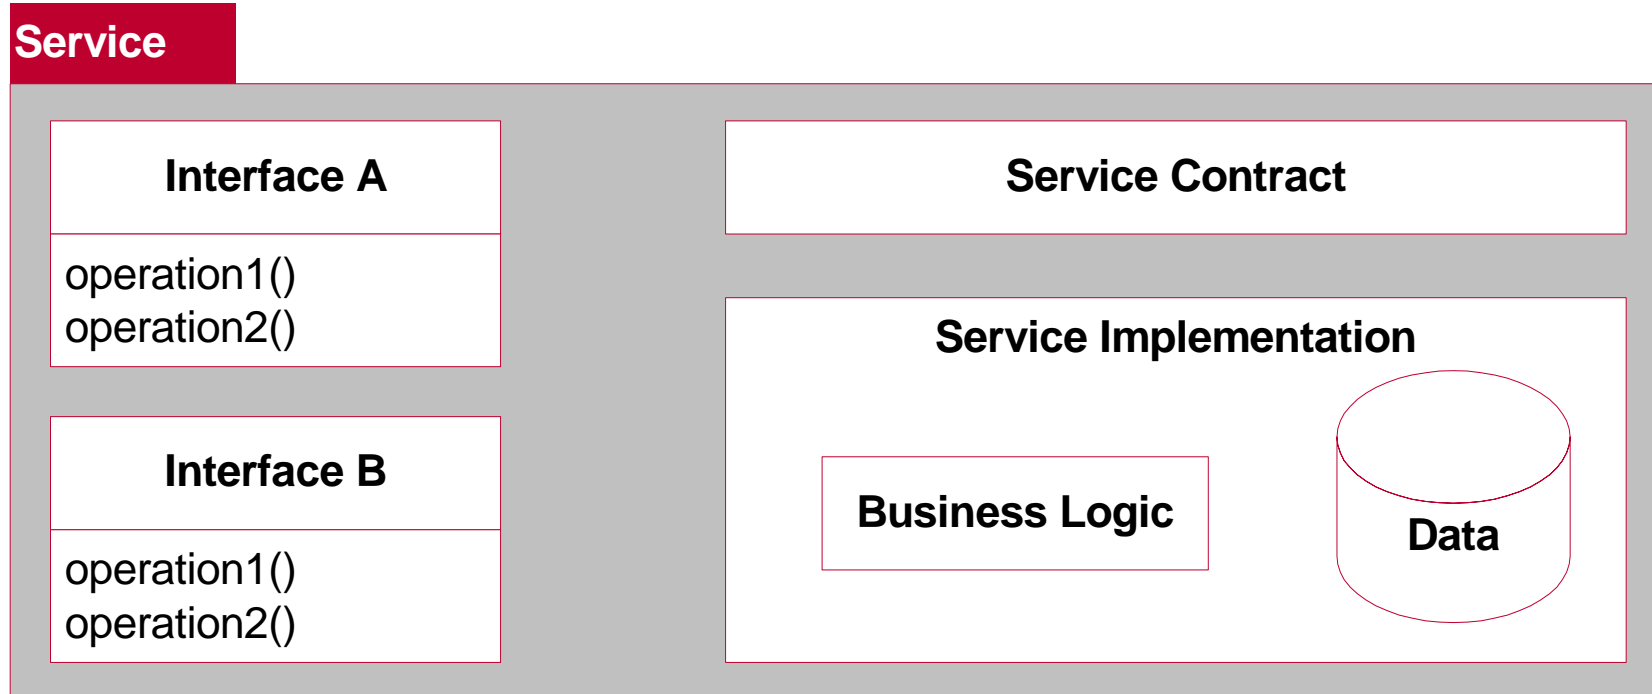 Service
Interface A
operation1()
operation2()
Interface B
operation1()
operation2()
Service Contract
Service Implementation
Business Logic
Data